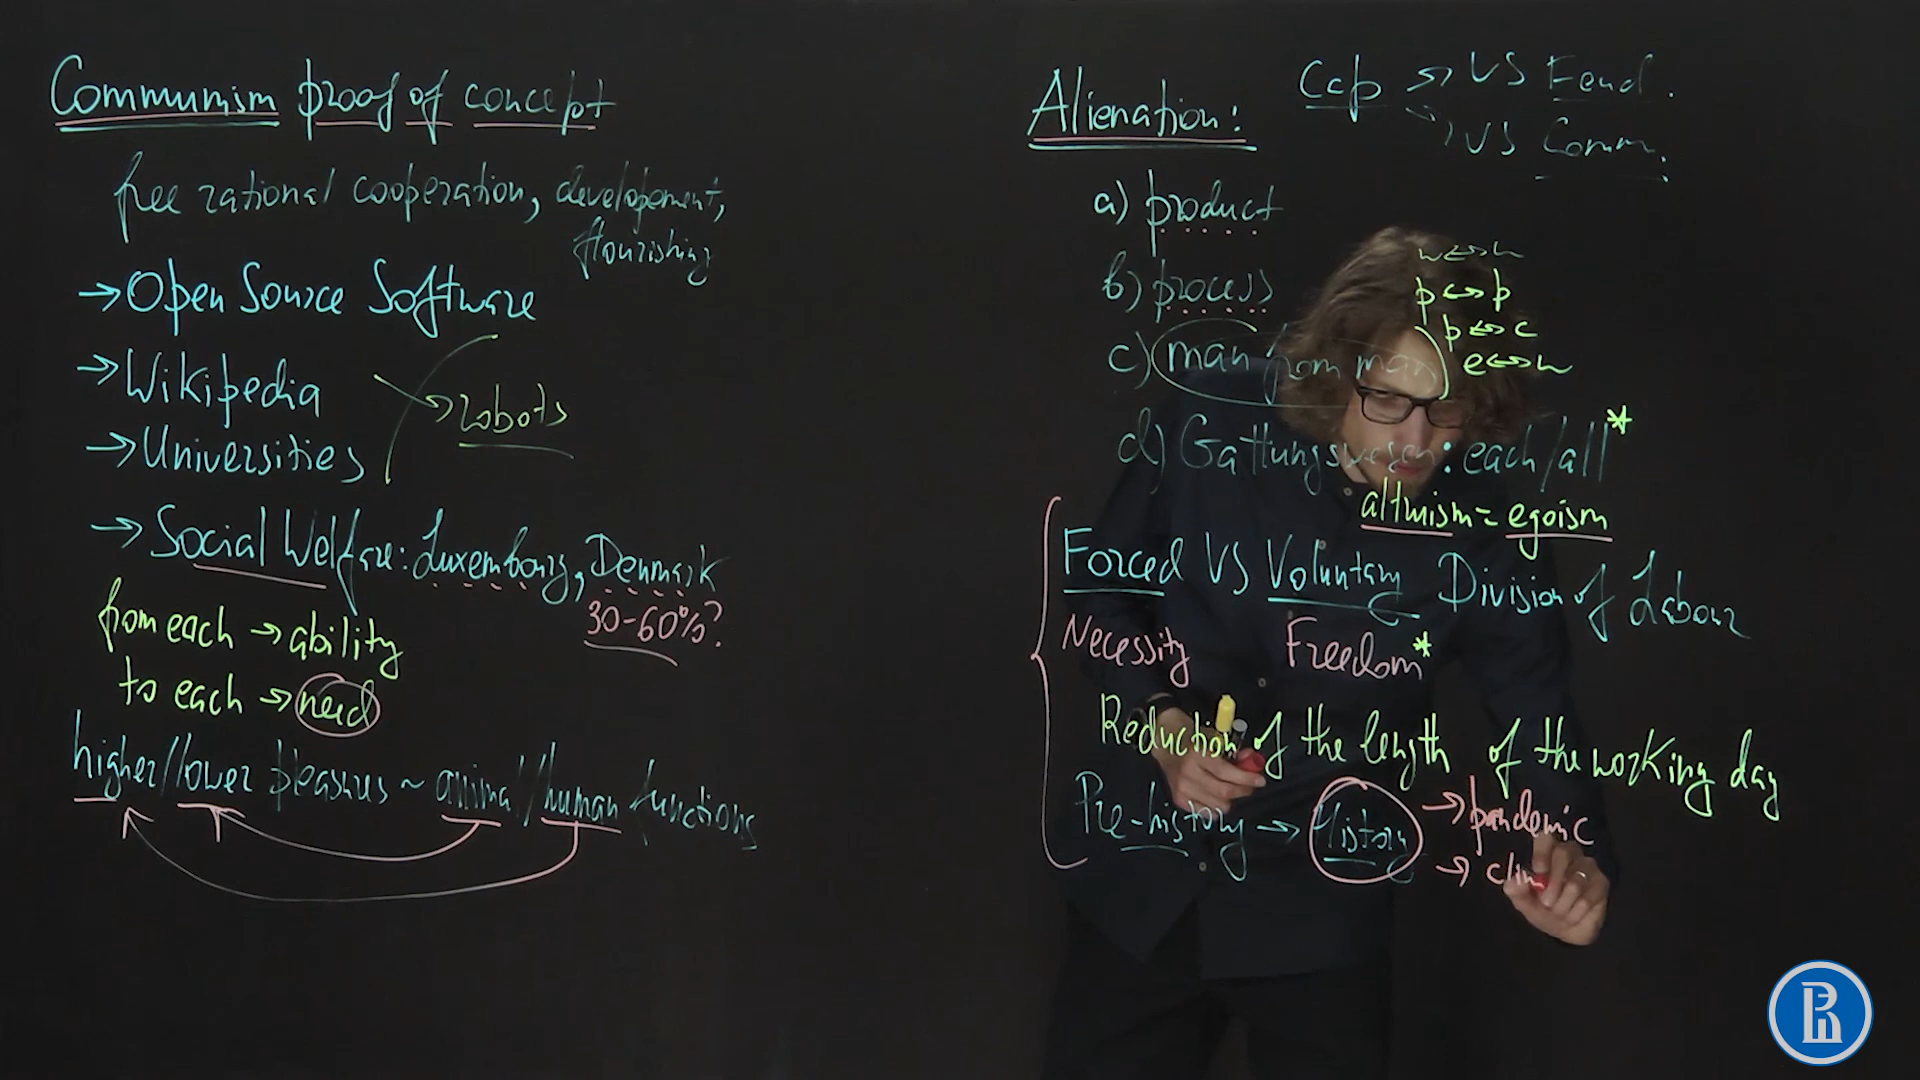 Communism proof of concept
free rational cooperation, developement,
flourishing
→ Open Source Software
→ Wikipedia
→ robots
→ Universities
→ Social Welfare: Luxembourg, Denmark
30-60%?
from each → ability
to each → need
higher/lower pleasures ~ animal/human functions
Cap → VS Feud.
→ VS Comm.
Alienation:
a) product
b) process
w ↔ w
p ↔ p
p ↔ c
e ↔ w
c) man from man
d) Gattungswesen: each/all*
altruism = egoism
Forced VS Voluntary Division of Labour
Necessity Freedom*
Reduction of the length of the working day
Pre-history → History → pandemic
→ clim